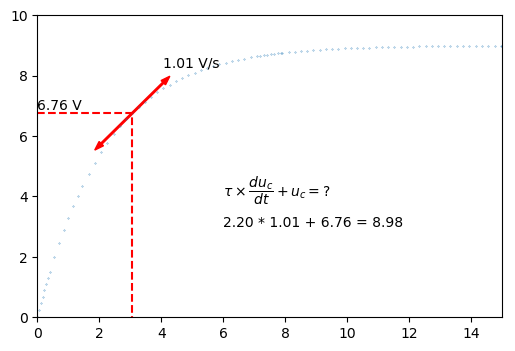 10
8
6
4
2
0
1.01 V/s
6.76 V
τ × du_c/dt + u_c = ?
2.20 * 1.01 + 6.76 = 8.98
0 2 4 6 8 10 12 14